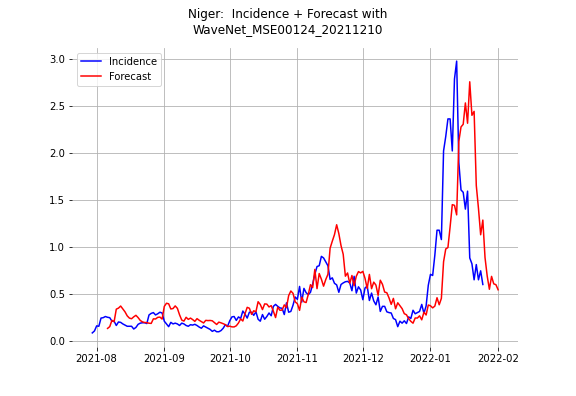 Niger:  Incidence + Forecast with
WaveNet_MSE00124_20211210
Incidence
Forecast
3.0
2.5
2.0
1.5
1.0
0.5
0.0
2021-08 2021-09 2021-10 2021-11 2021-12 2022-01 2022-02